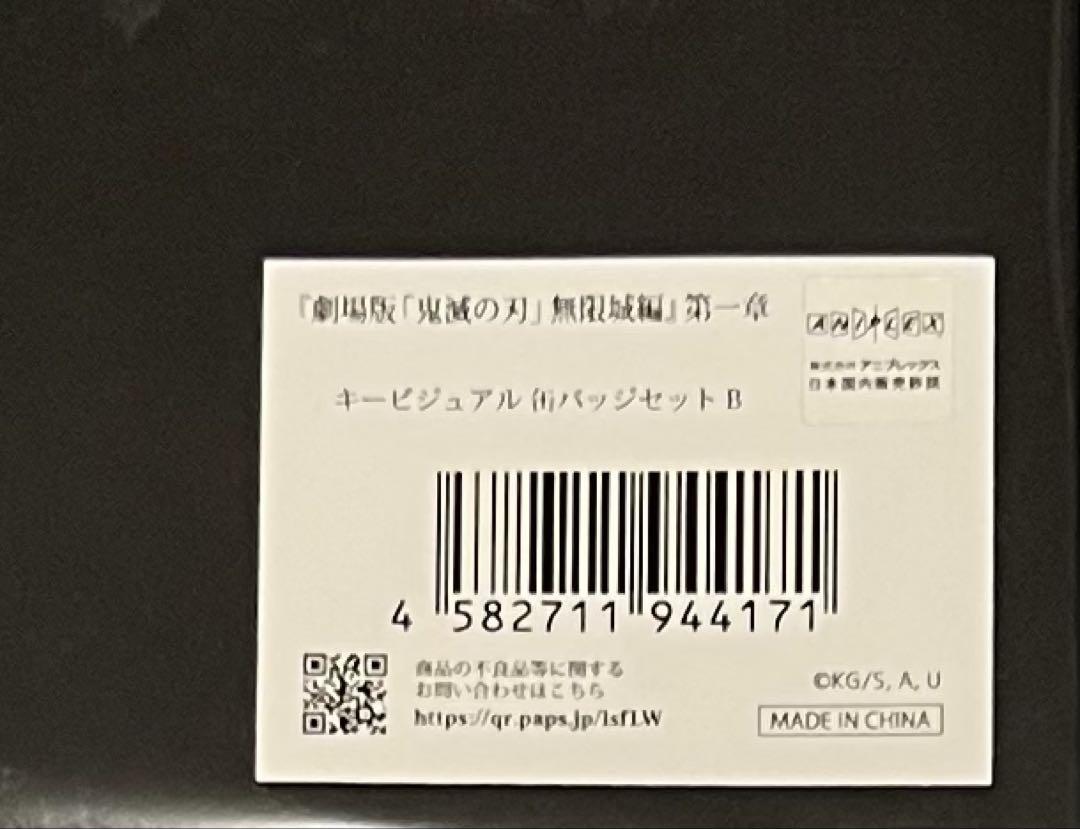 『劇場版「鬼滅の刃」無限城編』第一章
ANIPLEX
株式会社アニプレックス
日本国内販売許諾
キービジュアル 缶バッジセット B
4 582711 944171
商品の不良品等に関する
お問い合わせはこちら
https://qr.paps.jp/1sfLW
©KG/S, A, U
MADE IN CHINA